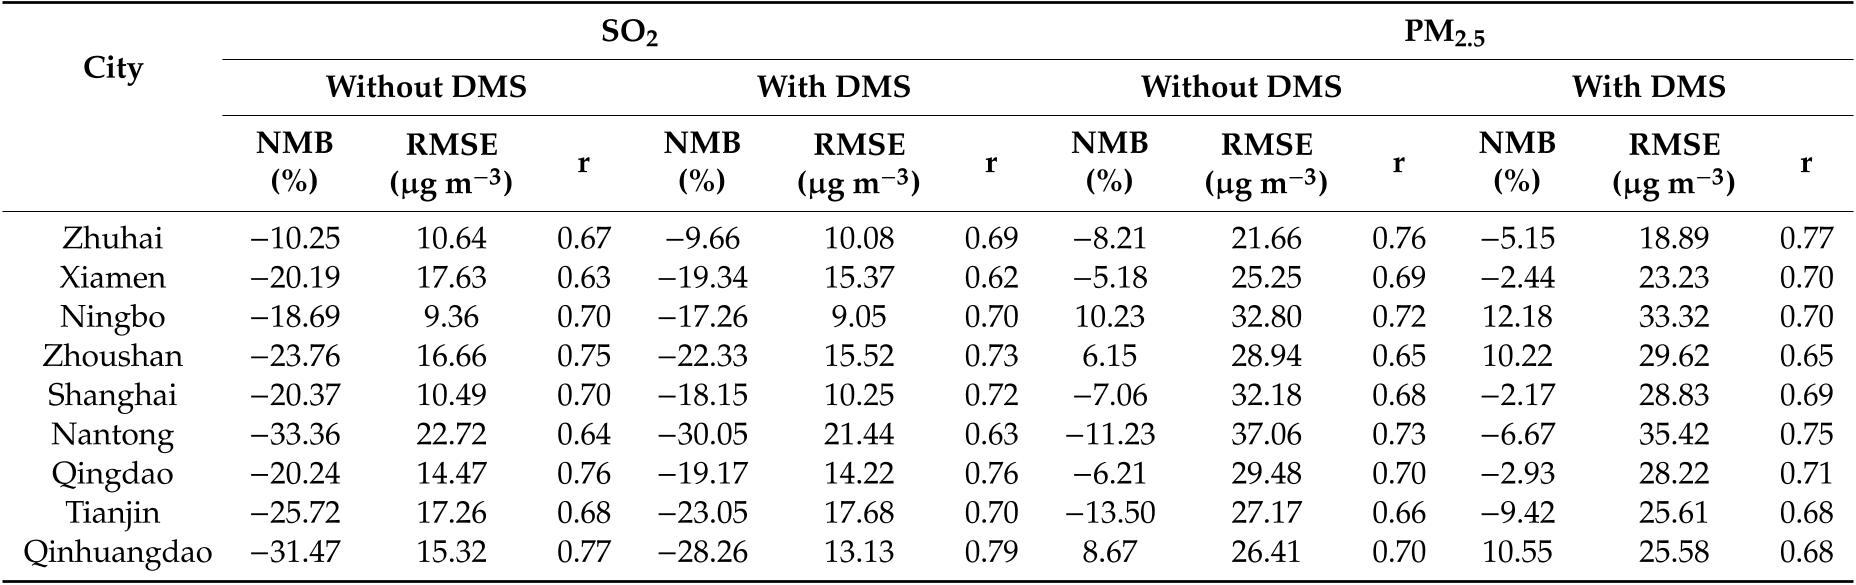 City SO2 PM2.5
Without DMS With DMS Without DMS With DMS
NMB (%) RMSE (µg m−3) r NMB (%) RMSE (µg m−3) r NMB (%) RMSE (µg m−3) r NMB (%) RMSE (µg m−3) r
Zhuhai −10.25 10.64 0.67 −9.66 10.08 0.69 −8.21 21.66 0.76 −5.15 18.89 0.77
Xiamen −20.19 17.63 0.63 −19.34 15.37 0.62 −5.18 25.25 0.69 −2.44 23.23 0.70
Ningbo −18.69 9.36 0.70 −17.26 9.05 0.70 10.23 32.80 0.72 12.18 33.32 0.70
Zhoushan −23.76 16.66 0.75 −22.33 15.52 0.73 6.15 28.94 0.65 10.22 29.62 0.65
Shanghai −20.37 10.49 0.70 −18.15 10.25 0.72 −7.06 32.18 0.68 −2.17 28.83 0.69
Nantong −33.36 22.72 0.64 −30.05 21.44 0.63 −11.23 37.06 0.73 −6.67 35.42 0.75
Qingdao −20.24 14.47 0.76 −19.17 14.22 0.76 −6.21 29.48 0.70 −2.93 28.22 0.71
Tianjin −25.72 17.26 0.68 −23.05 17.68 0.70 −13.50 27.17 0.66 −9.42 25.61 0.68
Qinhuangdao −31.47 15.32 0.77 −28.26 13.13 0.79 8.67 26.41 0.70 10.55 25.58 0.68